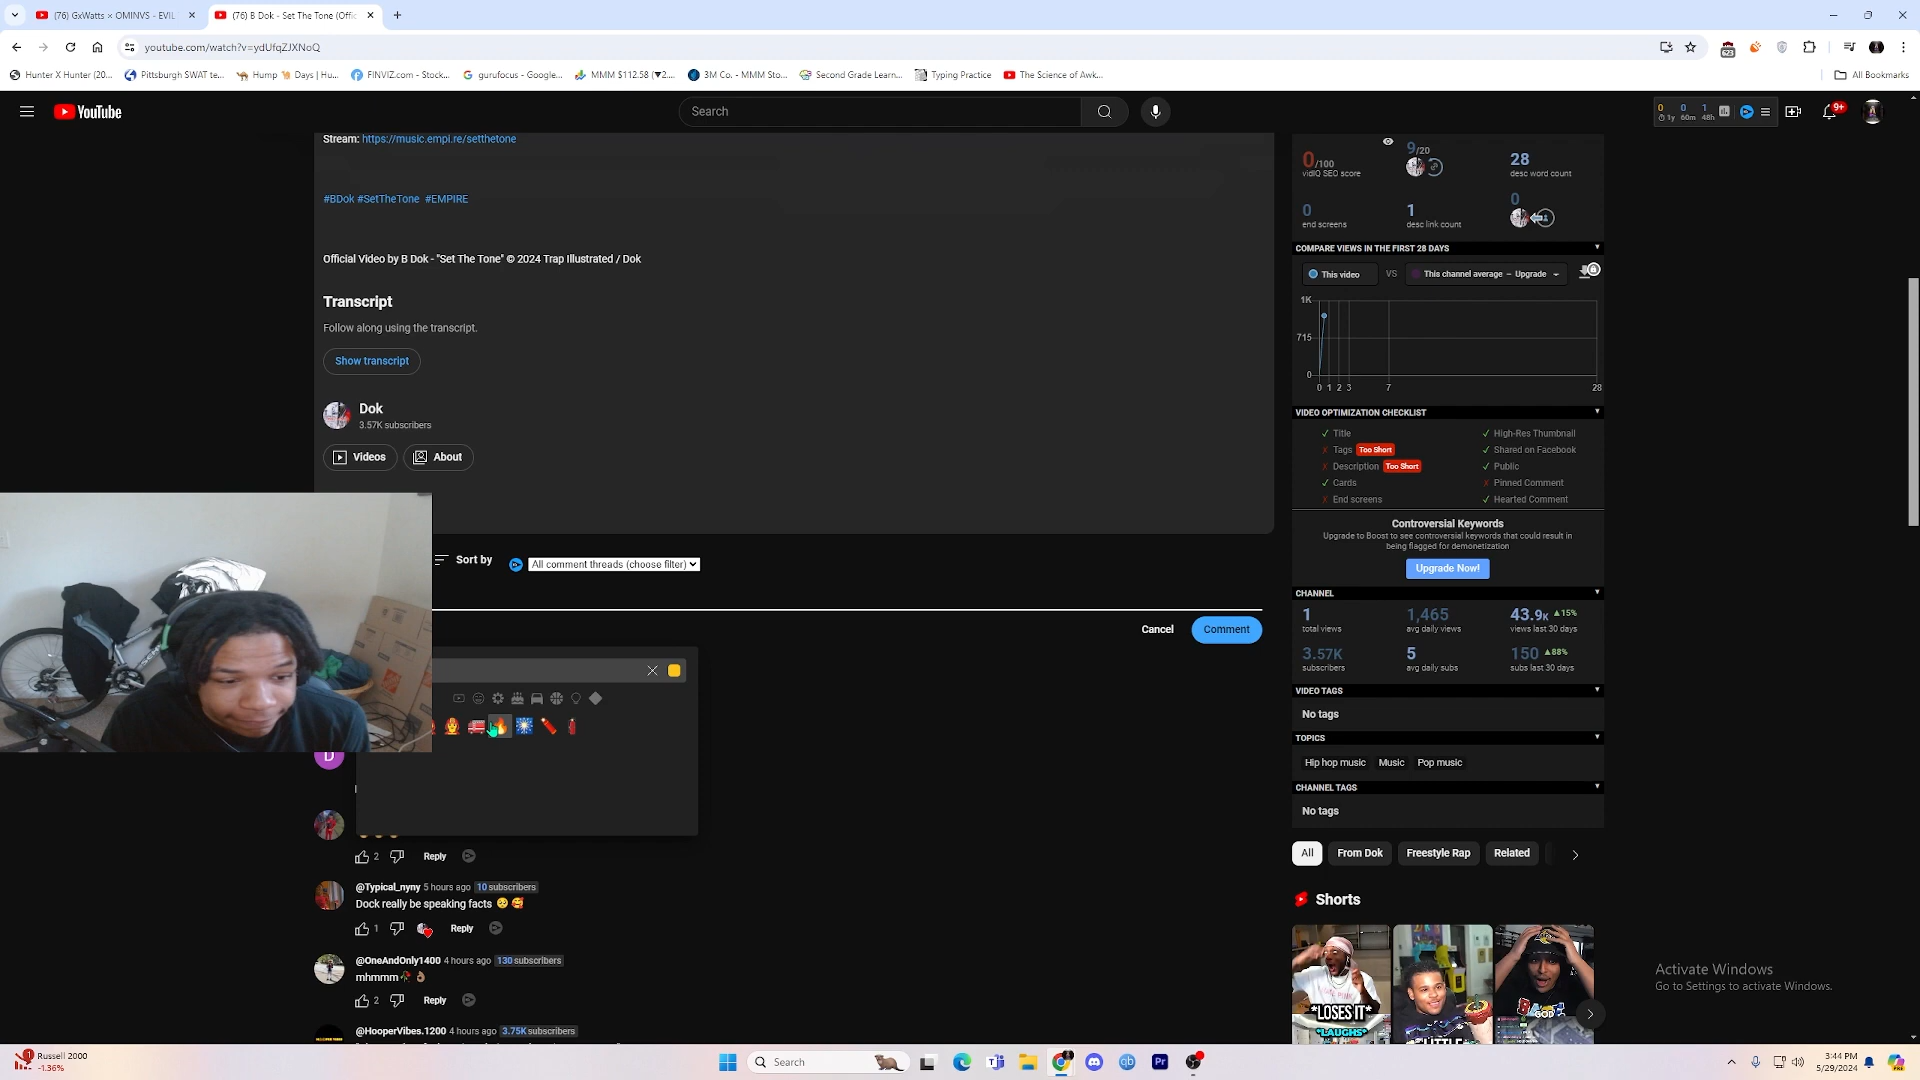 (76) GxWatts × OMINVS - EVIL
(76) B Dok - Set The Tone (Offic
youtube.com/watch?v=ydUfqZJXNoQ
623
Hunter X Hunter (20...
Pittsburgh SWAT te...
Hump 🐪 Days | Hu...
FINVIZ.com - Stock...
gurufocus - Google...
MMM $112.58 (▼2....
3M Co. - MMM Sto...
Second Grade Learn...
Typing Practice
The Science of Awk...
All Bookmarks
YouTube
Search
0 0 1
1y 60m 48h
9+
Stream: https://music.empi.re/setthetone
#BDok #SetTheTone #EMPIRE
Official Video by B Dok - "Set The Tone" © 2024 Trap Illustrated / Dok
Transcript
Follow along using the transcript.
Show transcript
Dok
3.57K subscribers
Videos
About
Sort by
All comment threads (choose filter)
Cancel
Comment
D
2
Reply
@Typical_nyny 5 hours ago 10 subscribers
Dock really be speaking facts 🥺 🥰
1
Reply
@OneAndOnly1400 4 hours ago 130 subscribers
mhmmm🥀 👌🏽
2
Reply
@HooperVibes.1200 4 hours ago 3.75K subscribers
0/100
vidIQ SEO score
9/20
28
desc word count
0
end screens
1
desc link count
0
COMPARE VIEWS IN THE FIRST 28 DAYS
This video
VS
This channel average – Upgrade
1K
715
0
0 1 2 3 7 28
VIDEO OPTIMIZATION CHECKLIST
✓ Title
✓ High-Res Thumbnail
✗ Tags Too Short
✓ Shared on Facebook
✗ Description Too Short
✓ Public
✓ Cards
✗ Pinned Comment
✗ End screens
✓ Hearted Comment
Controversial Keywords
Upgrade to Boost to see controversial keywords that could result in
being flagged for demonetization
Upgrade Now!
CHANNEL
1
total views
1,465
avg daily views
43.9K ▲15%
views last 30 days
3.57K
subscribers
5
avg daily subs
150 ▲88%
subs last 30 days
VIDEO TAGS
No tags
TOPICS
Hip hop music
Music
Pop music
CHANNEL TAGS
No tags
All
From Dok
Freestyle Rap
Related
Shorts
*LOSES IT*
*LAUGHS*
GOD
Activate Windows
Go to Settings to activate Windows.
Russell 2000
-1.36%
Search
Pr
3:44 PM
5/29/2024